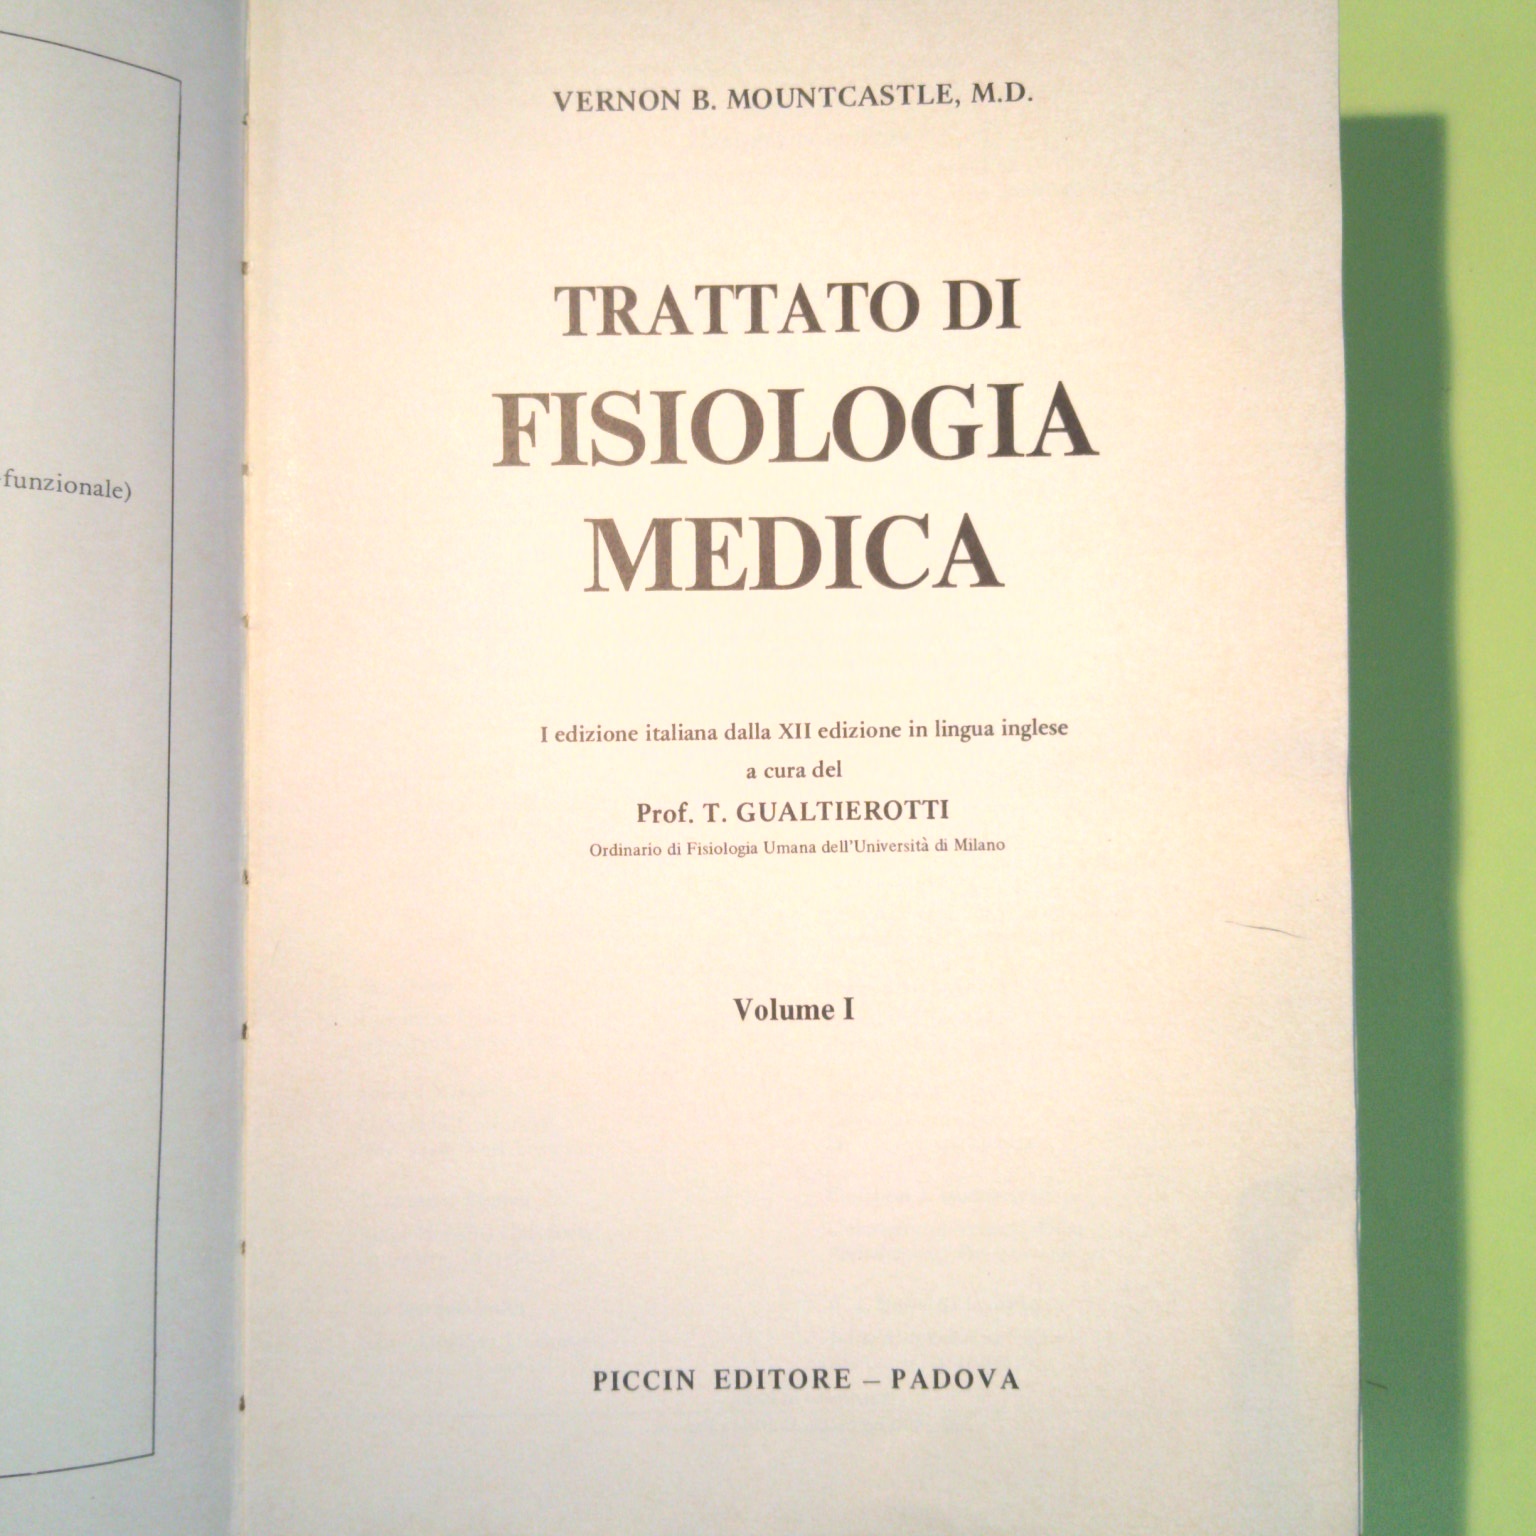 -funzionale)
VERNON B. MOUNTCASTLE, M.D.
TRATTATO DI
FISIOLOGIA
MEDICA
I edizione italiana dalla XII edizione in lingua inglese
a cura del
Prof. T. GUALTIEROTTI
Ordinario di Fisiologia Umana dell'Università di Milano
Volume I
PICCIN EDITORE – PADOVA